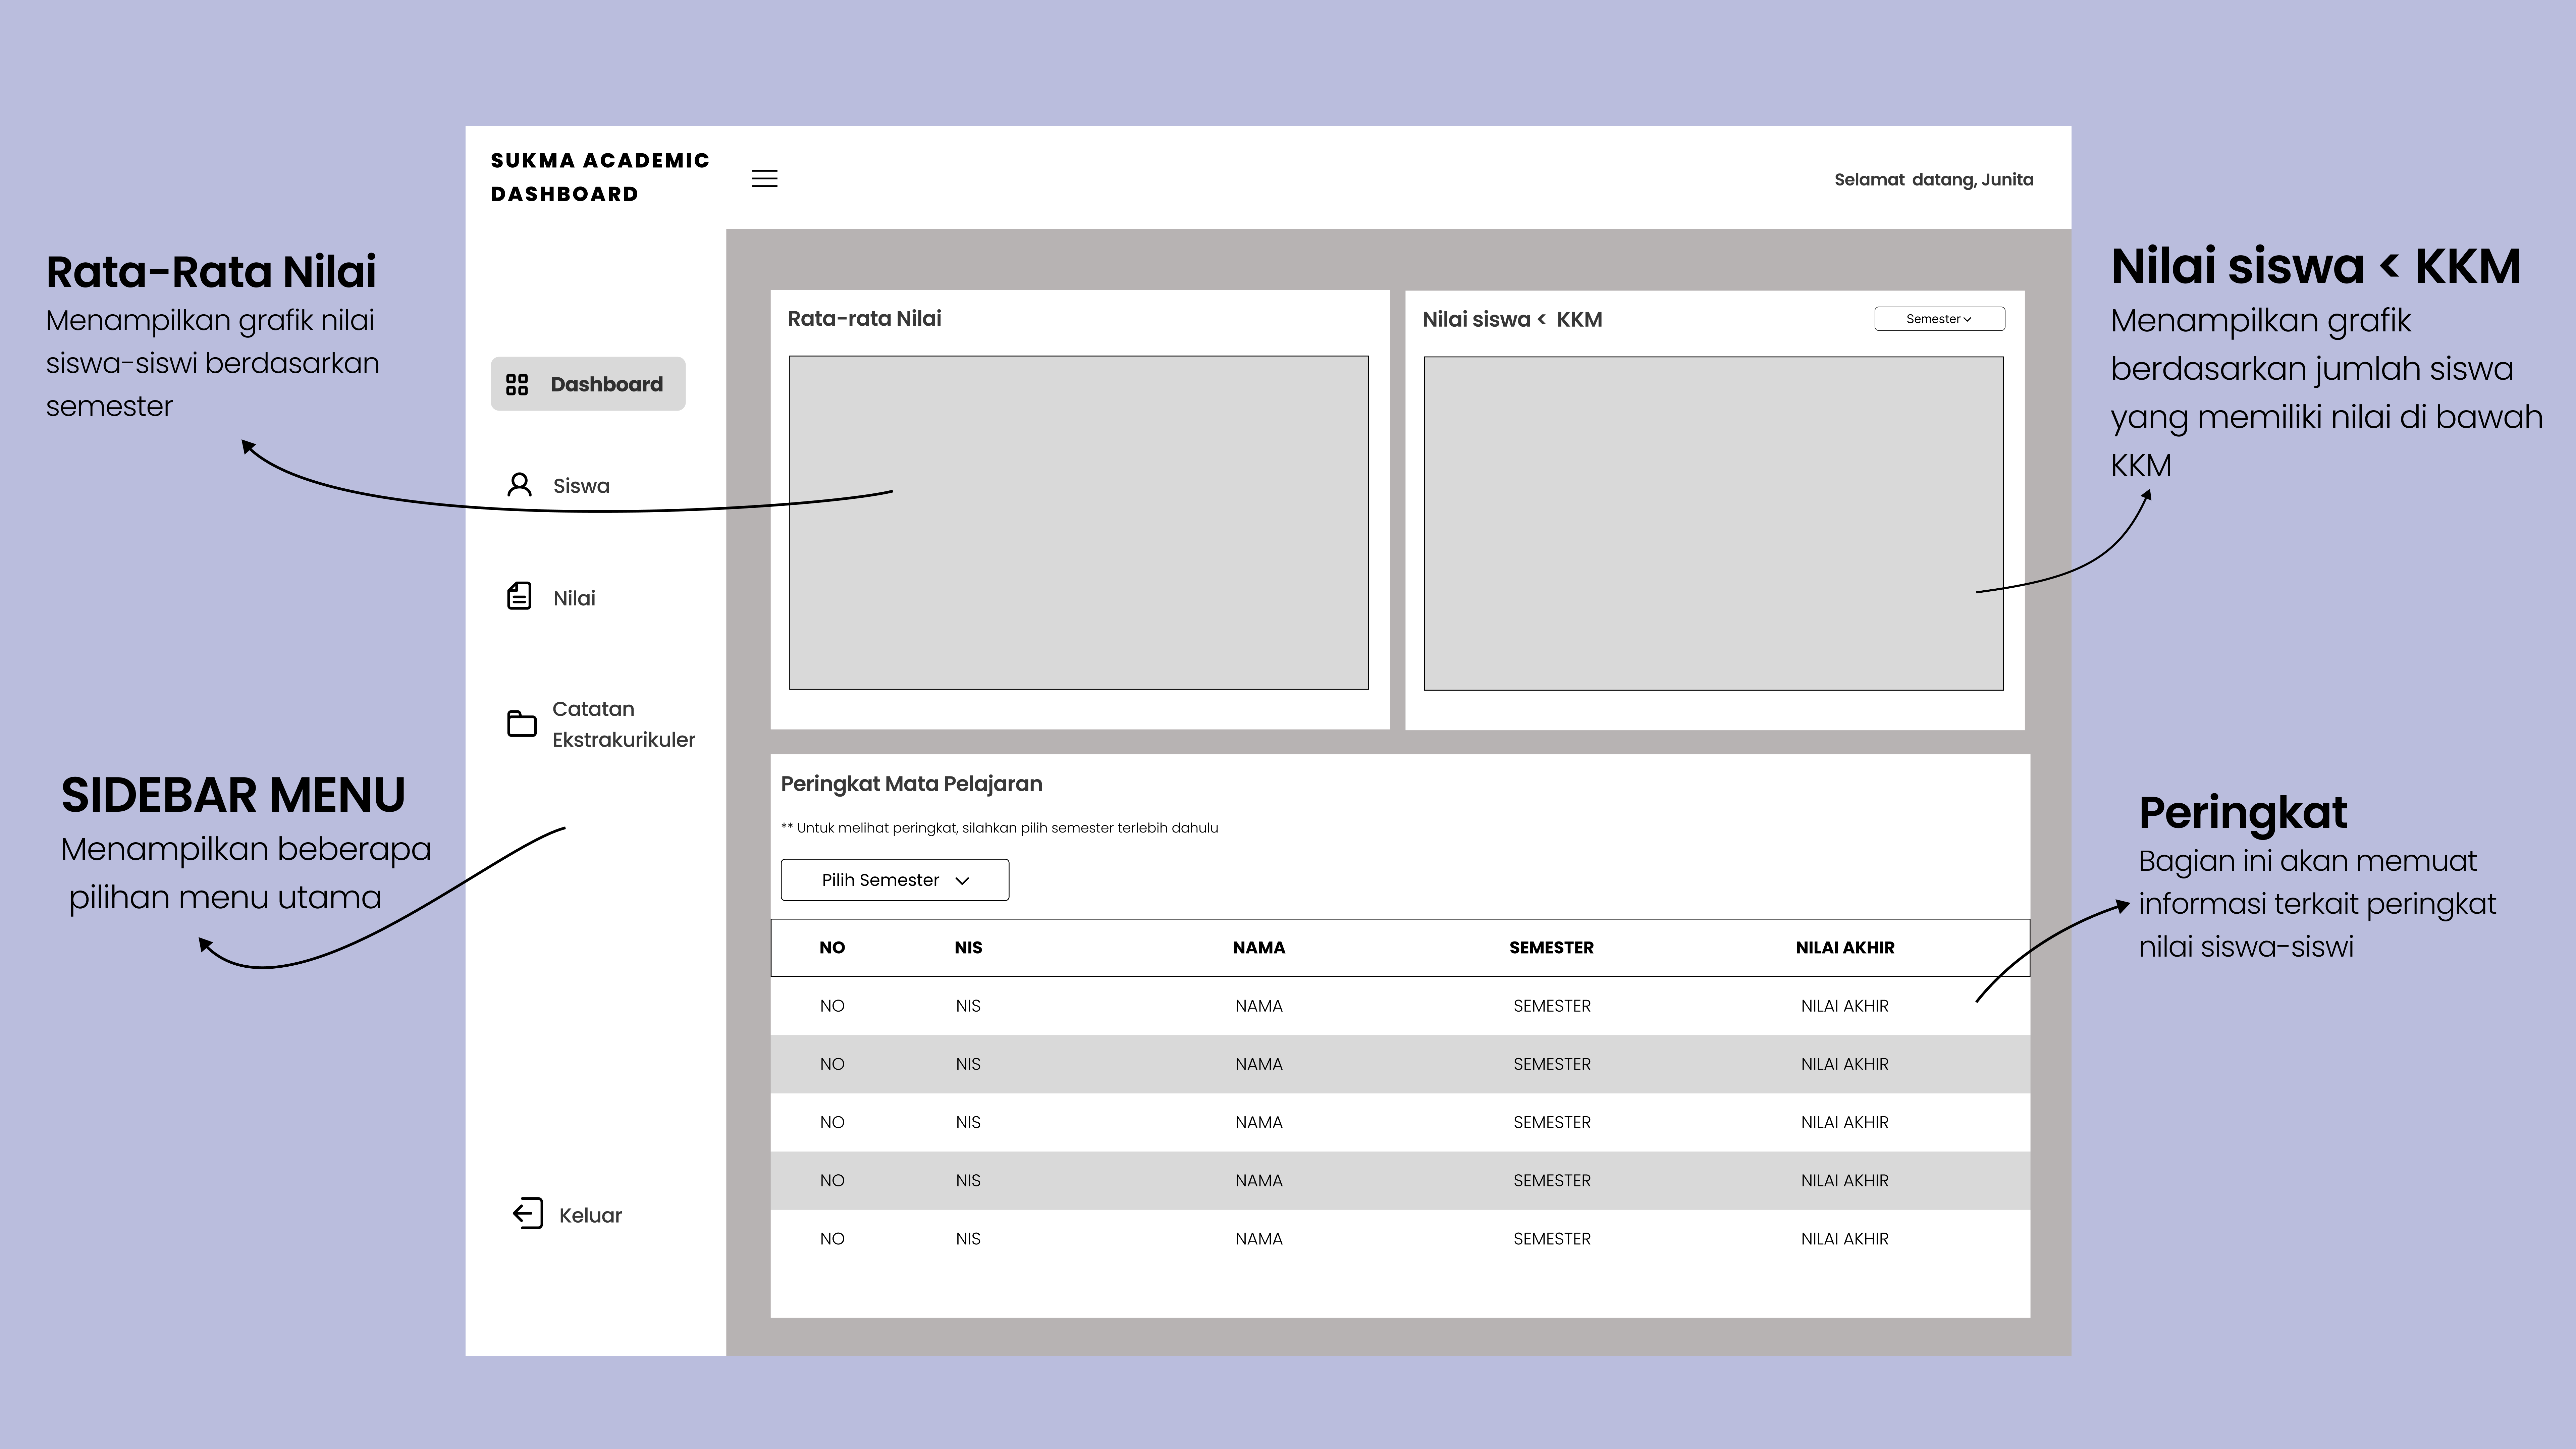 SUKMA ACADEMIC
DASHBOARD
Selamat  datang, Junita
Rata-Rata Nilai
Menampilkan grafik nilai
siswa-siswi berdasarkan
semester
SIDEBAR MENU
Menampilkan beberapa
pilihan menu utama
Dashboard
Siswa
Nilai
Catatan
Ekstrakurikuler
Keluar
Rata-rata Nilai
Nilai siswa <  KKM
Semester
Peringkat Mata Pelajaran
** Untuk melihat peringkat, silahkan pilih semester terlebih dahulu
Pilih Semester
NO NIS NAMA SEMESTER NILAI AKHIR
NO NIS NAMA SEMESTER NILAI AKHIR
NO NIS NAMA SEMESTER NILAI AKHIR
NO NIS NAMA SEMESTER NILAI AKHIR
NO NIS NAMA SEMESTER NILAI AKHIR
NO NIS NAMA SEMESTER NILAI AKHIR
Nilai siswa < KKM
Menampilkan grafik
berdasarkan jumlah siswa
yang memiliki nilai di bawah
KKM
Peringkat
Bagian ini akan memuat
informasi terkait peringkat
nilai siswa-siswi